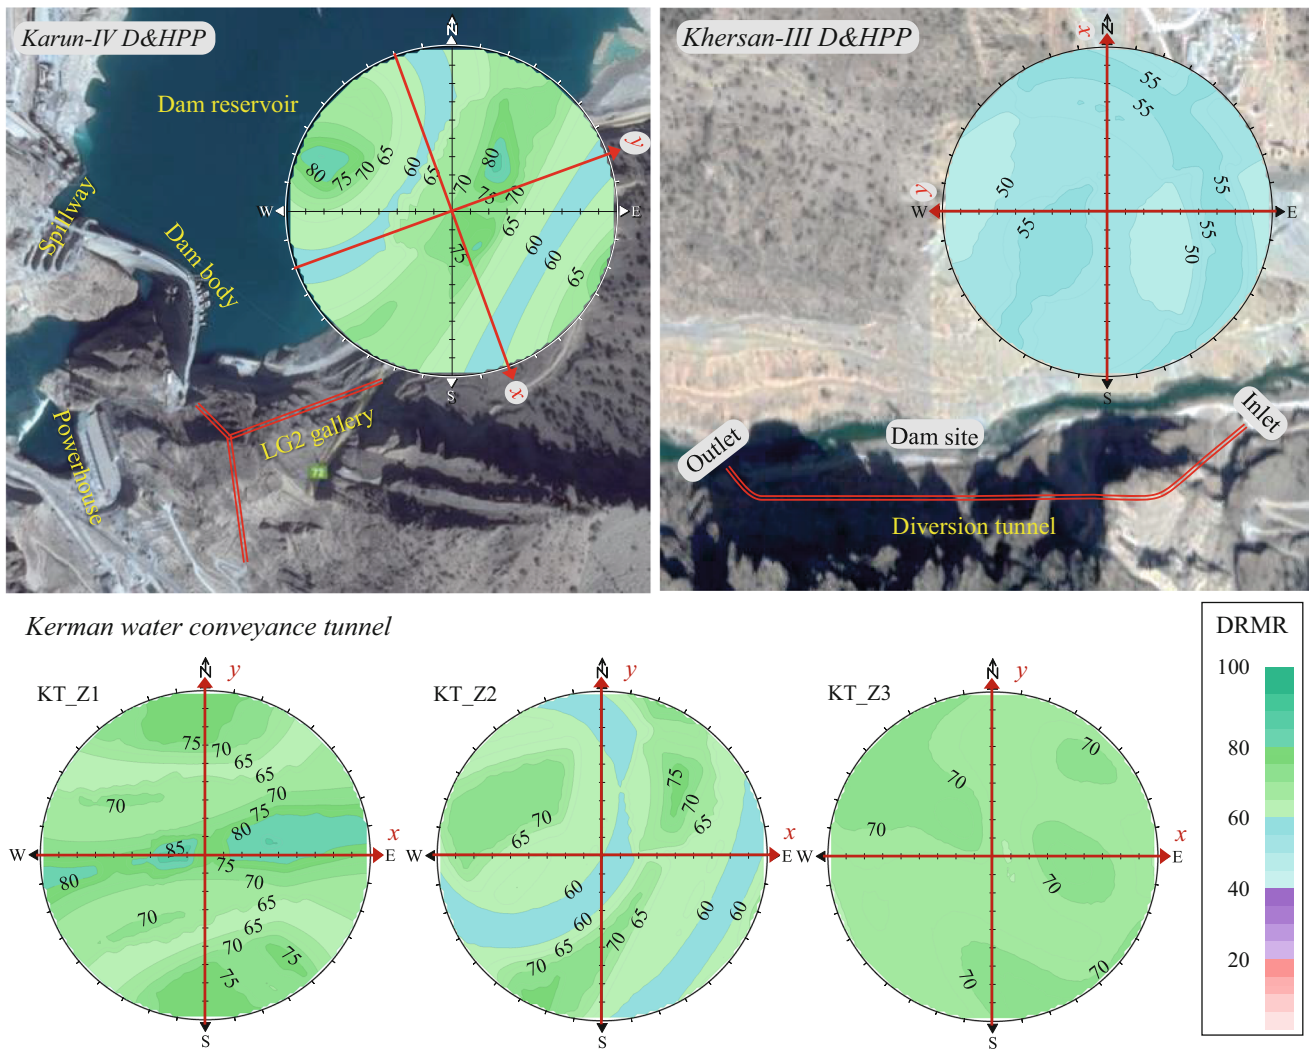 Karun-IV D&HPP
Dam reservoir
Spillway
Dam body
Powerhouse
LG2 gallery
72
N
W
E
S
x
y
80
75
70
65
60
65
70
80
75
70
65
60
60
65
75
Khersan-III D&HPP
x
N
y
W
E
S
55
55
50
55
55
55
50
Outlet
Dam site
Inlet
Diversion tunnel
Kerman water conveyance tunnel
KT_Z1
N
y
x
W
E
S
75
70
65
65
70
70
75
80
85
75
80
70
65
70
65
70
75
75
KT_Z2
N
y
x
W
E
S
75
70
65
70
65
60
60
65
70
65
70
60
60
KT_Z3
N
y
x
W
E
S
70
70
70
70
70
70
DRMR
100
80
60
40
20